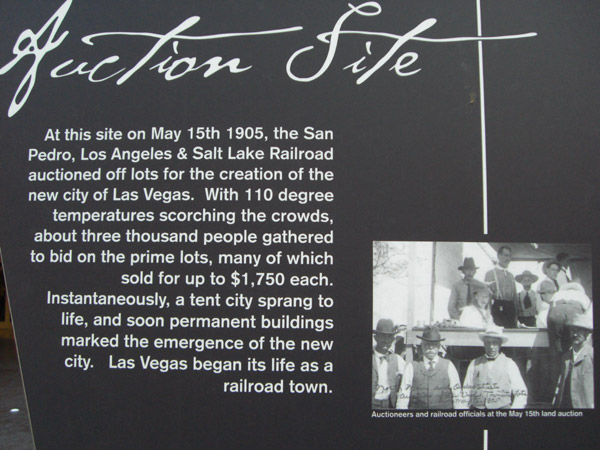 Auction Site
At this site on May 15th 1905, the San
Pedro, Los Angeles & Salt Lake Railroad
auctioned off lots for the creation of the
new city of Las Vegas. With 110 degree
temperatures scorching the crowds,
about three thousand people gathered
to bid on the prime lots, many of which
sold for up to $1,750 each.
Instantaneously, a tent city sprang to
life, and soon permanent buildings
marked the emergence of the new
city. Las Vegas began its life as a
railroad town.
Auctioneers and railroad officials at the May 15th land auction